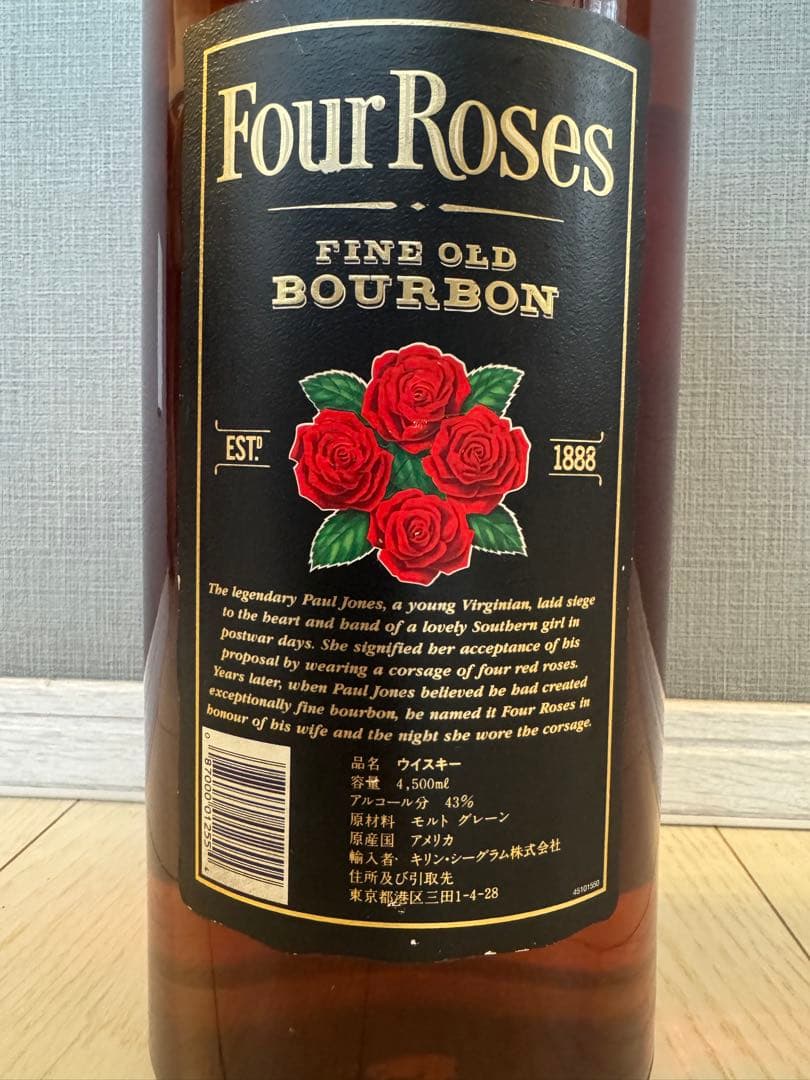 Four Roses
FINE OLD
BOURBON
EST.D 1888
The legendary Paul Jones, a young Virginian, laid siege
to the heart and hand of a lovely Southern girl in
postwar days. She signified her acceptance of his
proposal by wearing a corsage of four red roses.
Years later, when Paul Jones believed he had created
exceptionally fine bourbon, he named it Four Roses in
honour of his wife and the night she wore the corsage.
品名 ウイスキー
容量 4,500mℓ
アルコール分 43%
原材料 モルト グレーン
原産国 アメリカ
輸入者 キリン・シーグラム株式会社
住所及び引取先
東京都港区三田1-4-28
45101550
0 87000 01255